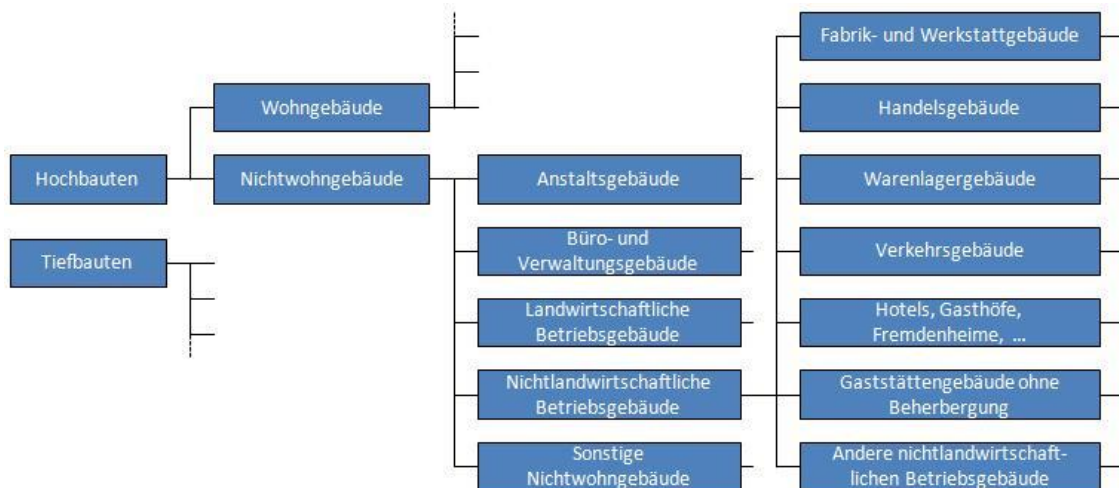 Fabrik- und Werkstattgebäude
Wohngebäude
Handelsgebäude
Hochbauten
Nichtwohngebäude
Anstaltsgebäude
Warenlagergebäude
Tiefbauten
Büro- und
Verwaltungsgebäude
Verkehrsgebäude
Landwirtschaftliche
Betriebsgebäude
Hotels, Gasthöfe,
Fremdenheime, ...
Nichtlandwirtschaftliche
Betriebsgebäude
Gaststättengebäude ohne
Beherbergung
Sonstige
Nichtwohngebäude
Andere nichtlandwirtschaft-
lichen Betriebsgebäude